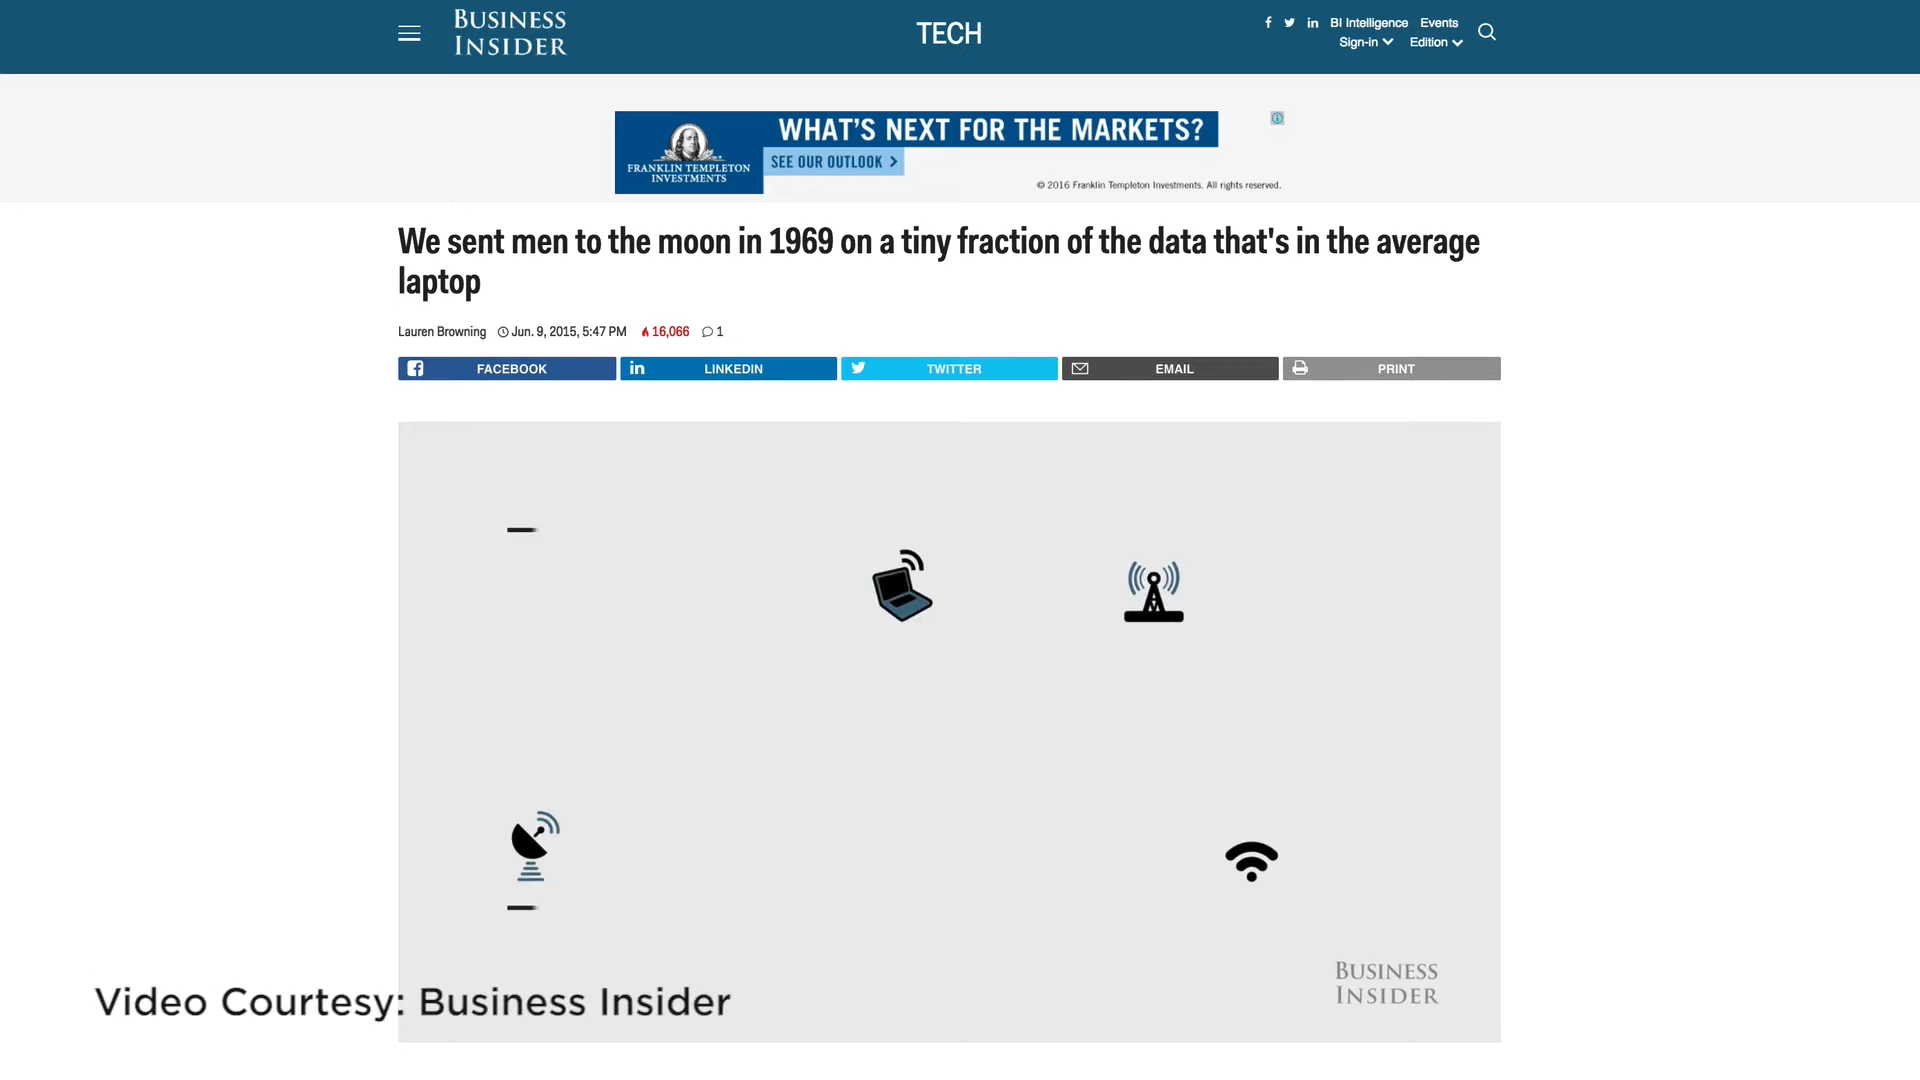 BUSINESS
INSIDER
TECH
BI Intelligence Events
Sign-in Edition
WHAT'S NEXT FOR THE MARKETS?
SEE OUR OUTLOOK >
FRANKLIN TEMPLETON
INVESTMENTS
© 2016 Franklin Templeton Investments. All rights reserved.
We sent men to the moon in 1969 on a tiny fraction of the data that's in the average
laptop
Lauren Browning Jun. 9, 2015, 5:47 PM 16,066 1
FACEBOOK LINKEDIN TWITTER EMAIL PRINT
BUSINESS
INSIDER
Video Courtesy: Business Insider